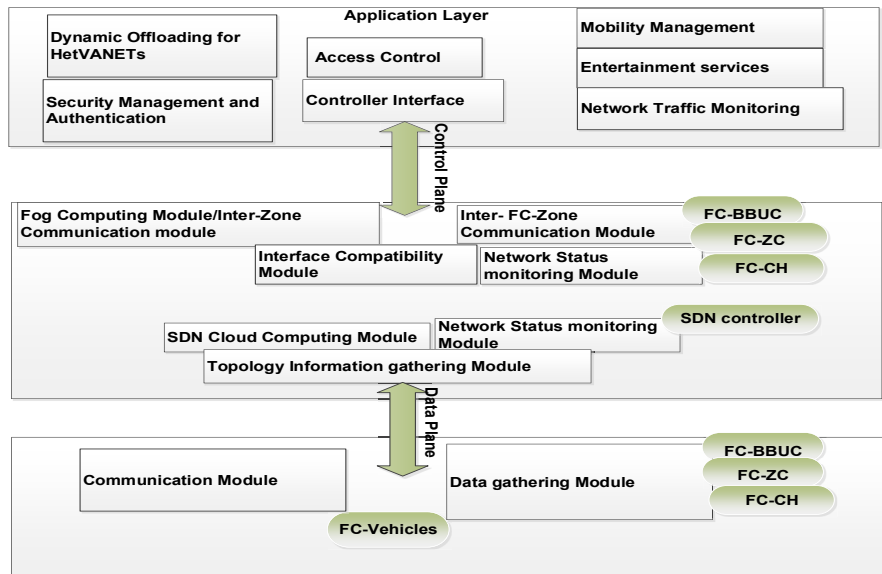 Application Layer
Dynamic Offloading for
HetVANETs
Security Management and
Authentication
Access Control
Controller Interface
Mobility Management
Entertainment services
Network Traffic Monitoring
Control Plane
Fog Computing Module/Inter-Zone
Communication module
Inter- FC-Zone
Communication Module
FC-BBUC
FC-ZC
FC-CH
Interface Compatibility
Module
Network Status
monitoring Module
SDN controller
SDN Cloud Computing Module
Network Status monitoring
Module
Topology Information gathering Module
Data Plane
Communication Module
Data gathering Module
FC-BBUC
FC-ZC
FC-CH
FC-Vehicles